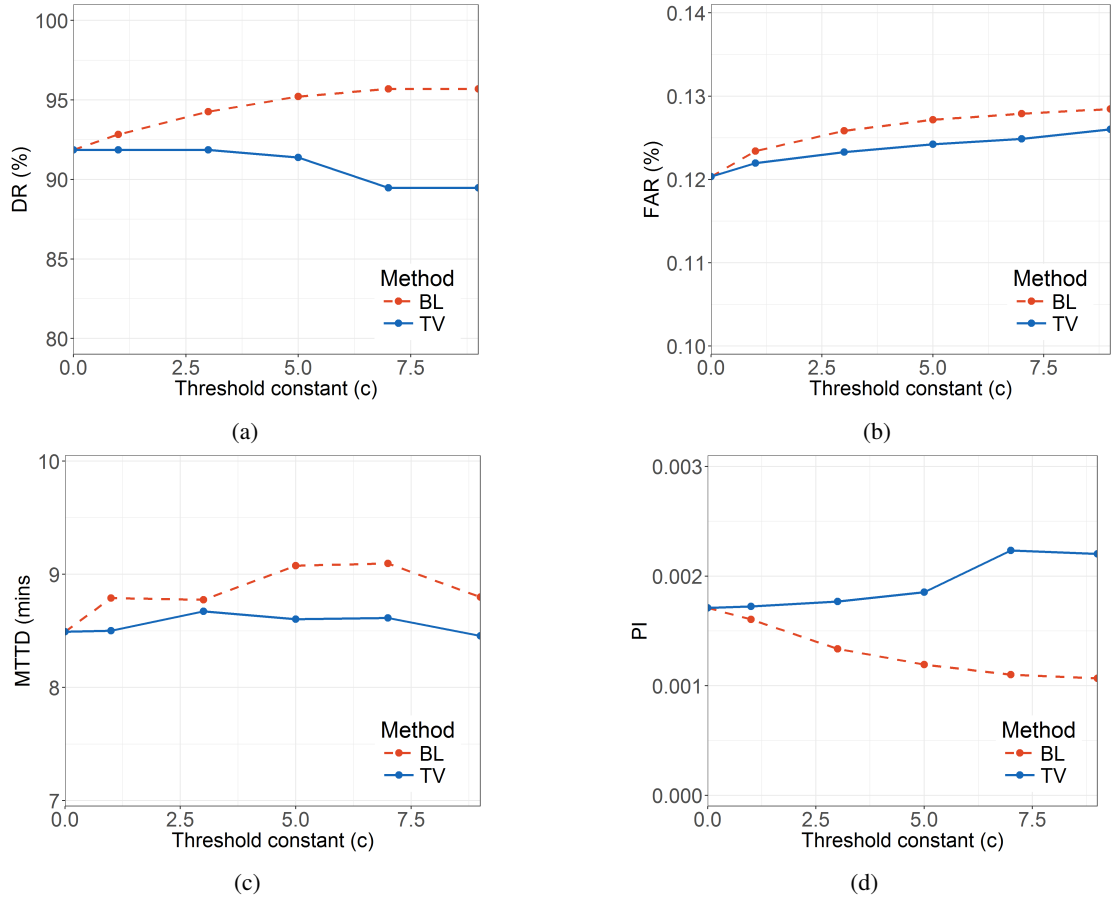 DR (%)
100
95
90
85
80
0.0 2.5 5.0 7.5
Threshold constant (c)
Method
BL
TV
(a)
FAR (%)
0.14
0.13
0.12
0.11
0.10
0.0 2.5 5.0 7.5
Threshold constant (c)
Method
BL
TV
(b)
MTTD (mins
10
9
8
7
0.0 2.5 5.0 7.5
Threshold constant (c)
Method
BL
TV
(c)
PI
0.003
0.002
0.001
0.000
0.0 2.5 5.0 7.5
Threshold constant (c)
Method
BL
TV
(d)